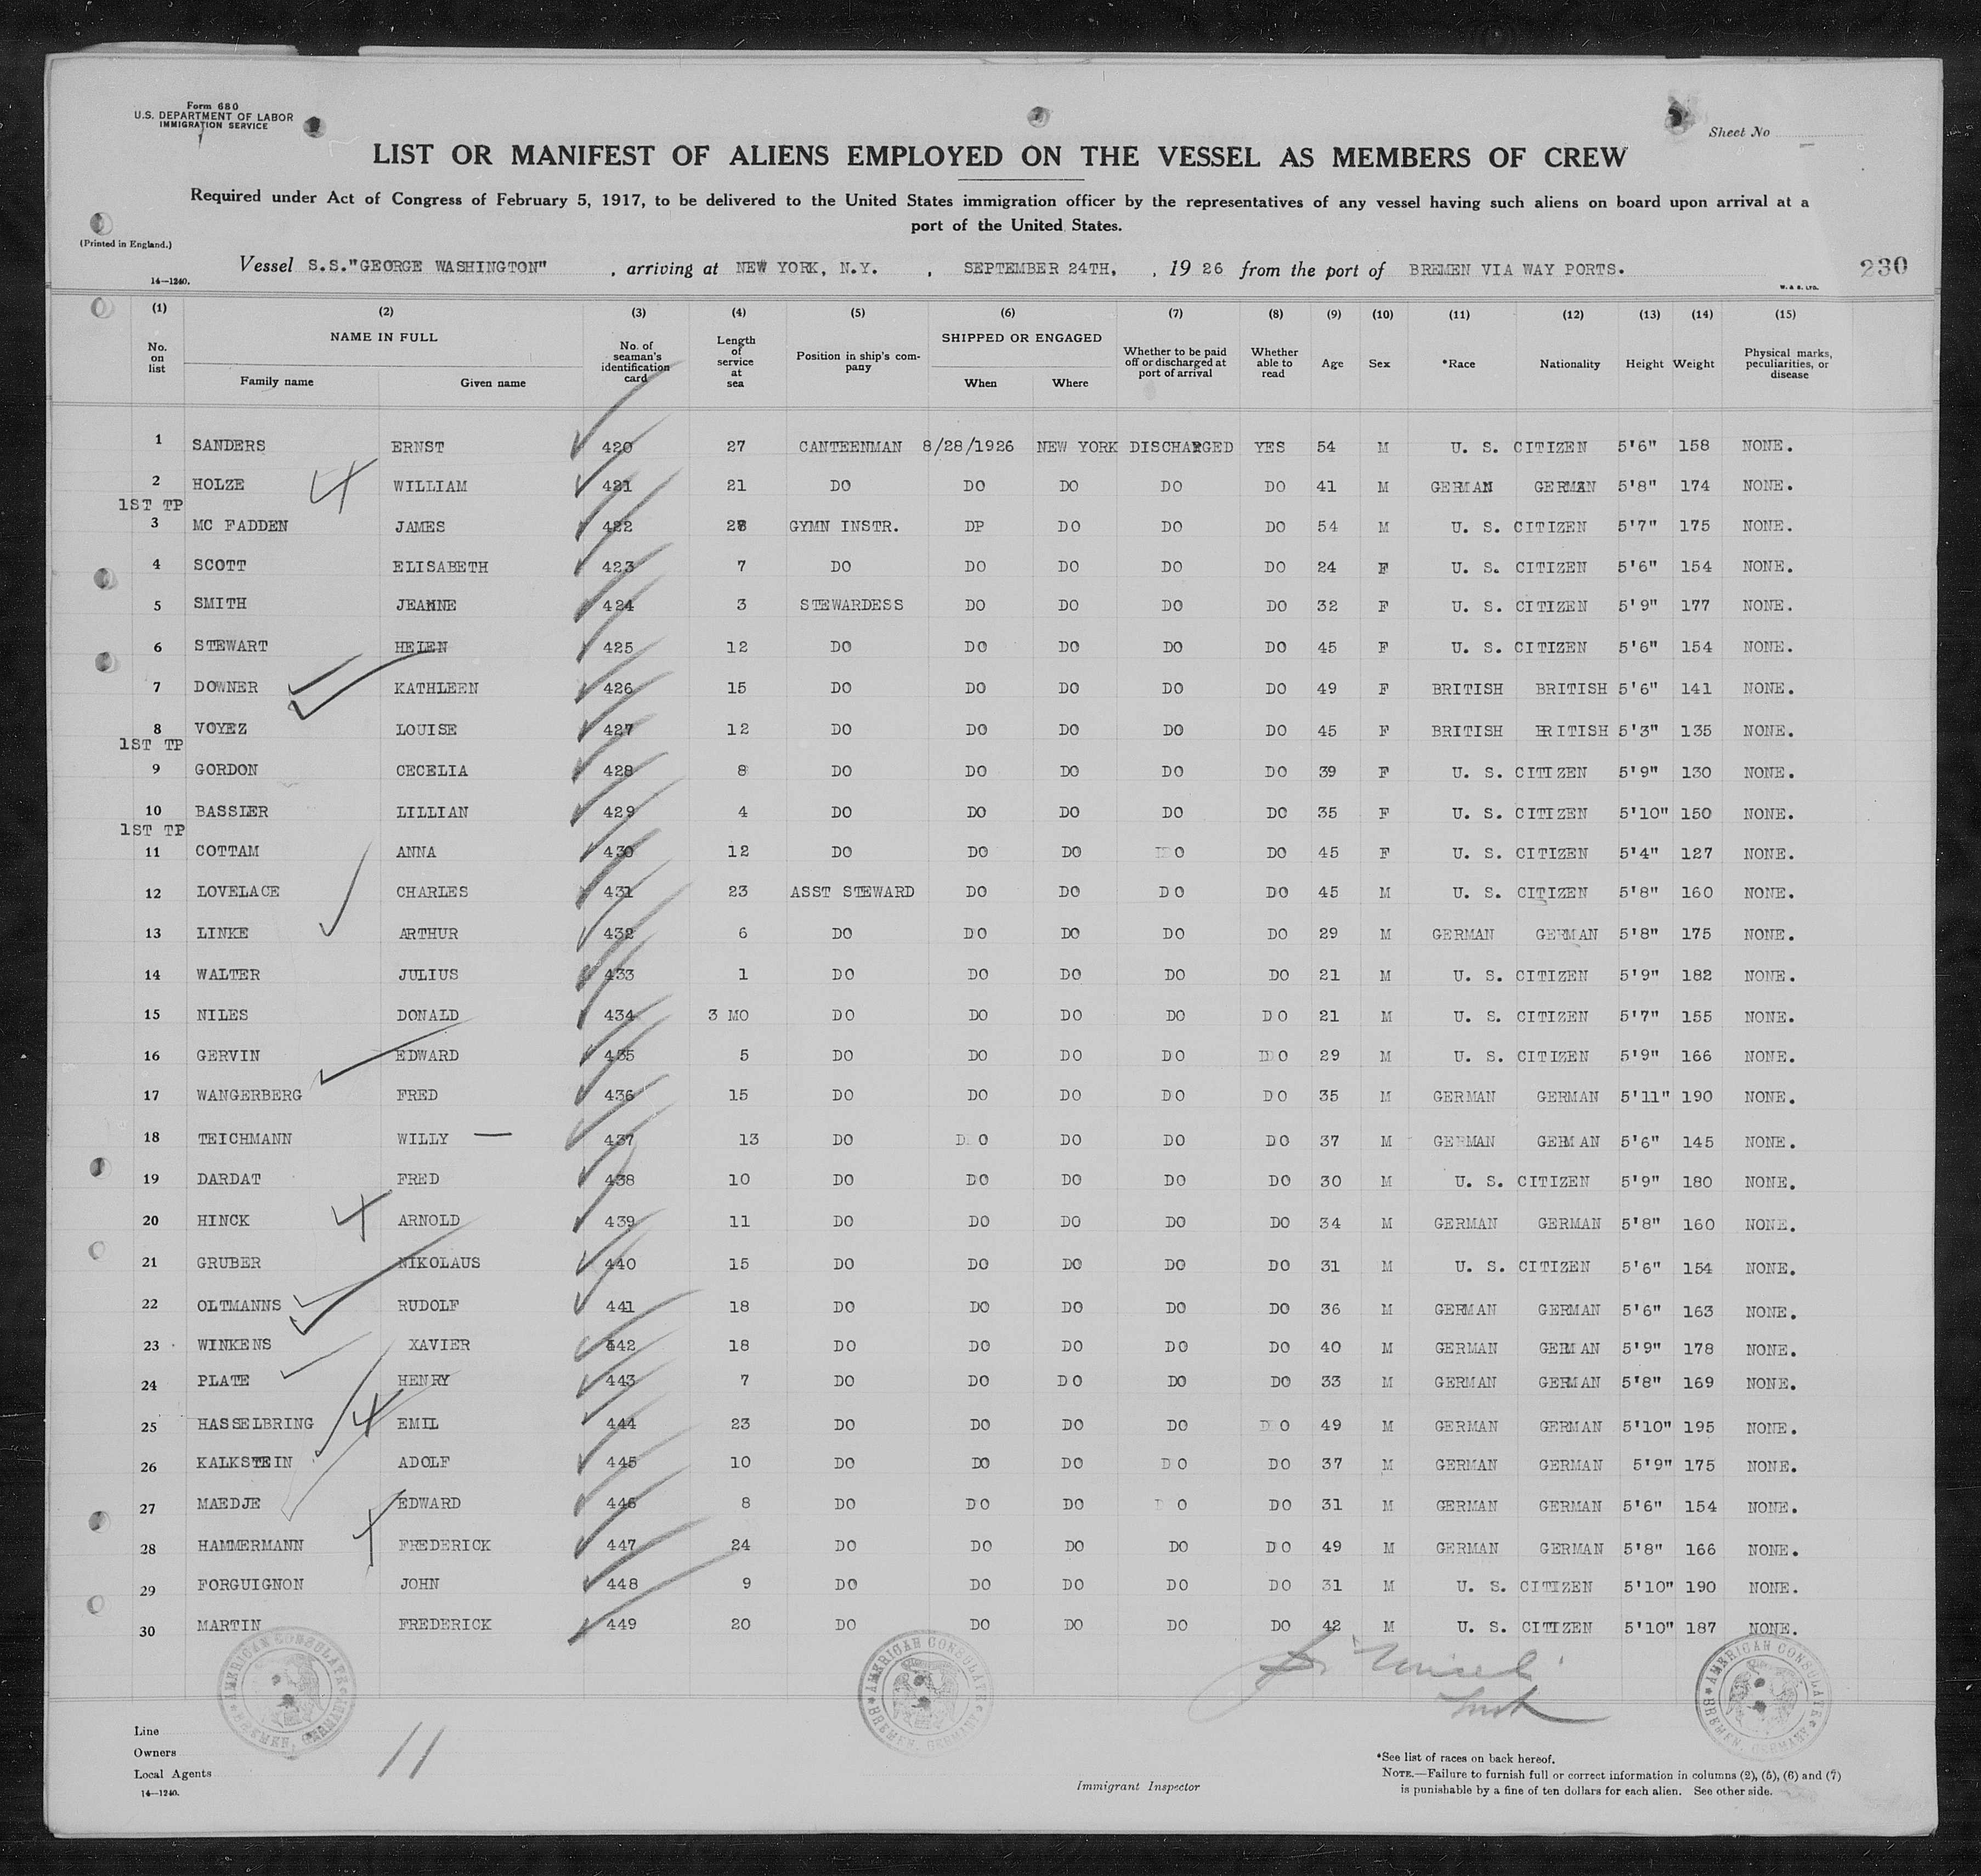 Form 680
U.S. DEPARTMENT OF LABOR
IMMIGRATION SERVICE
Sheet No
LIST OR MANIFEST OF ALIENS EMPLOYED ON THE VESSEL AS MEMBERS OF CREW
Required under Act of Congress of February 5, 1917, to be delivered to the United States immigration officer by the representatives of any vessel having such aliens on board upon arrival at a
port of the United States.
(Printed in England.)
Vessel S.S."GEORGE WASHINGTON" , arriving at NEW YORK, N.Y. , SEPTEMBER 24TH, , 19 26 from the port of BREMEN VIA WAY PORTS. 230
14—1240.
W. & S. LTD.
(1) (2) (3) (4) (5) (6) (7) (8) (9) (10) (11) (12) (13) (14) (15)
No. on list NAME IN FULL Family name Given name No. of seaman's identification card Length of service at sea Position in ship's company SHIPPED OR ENGAGED When Where Whether to be paid off or discharged at port of arrival Whether able to read Age Sex *Race Nationality Height Weight Physical marks, peculiarities, or disease
1 SANDERS ERNST 420 27 CANTEENMAN 8/28/1926 NEW YORK DISCHARGED YES 54 M U. S. CITIZEN 5'6" 158 NONE.
2 HOLZE WILLIAM 421 21 DO DO DO DO DO 41 M GERMAN GERMAN 5'8" 174 NONE.
1ST TP
3 MC FADDEN JAMES 422 28 GYMN INSTR. DP DO DO DO 54 M U. S. CITIZEN 5'7" 175 NONE.
4 SCOTT ELISABETH 423 7 DO DO DO DO DO 24 F U. S. CITIZEN 5'6" 154 NONE.
5 SMITH JEANNE 424 3 STEWARDESS DO DO DO DO 32 F U. S. CITIZEN 5'9" 177 NONE.
6 STEWART HELEN 425 12 DO DO DO DO DO 45 F U. S. CITIZEN 5'6" 154 NONE.
7 DOWNER KATHLEEN 426 15 DO DO DO DO DO 49 F BRITISH BRITISH 5'6" 141 NONE.
8 VOYEZ LOUISE 427 12 DO DO DO DO DO 45 F BRITISH BRITISH 5'3" 135 NONE.
1ST TP
9 GORDON CECELIA 428 8 DO DO DO DO DO 39 F U. S. CITIZEN 5'9" 130 NONE.
10 BASSLER LILLIAN 429 4 DO DO DO DO DO 35 F U. S. CITIZEN 5'10" 150 NONE.
1ST TP
11 COTTAM ANNA 430 12 DO DO DO DO DO 45 F U. S. CITIZEN 5'4" 127 NONE.
12 LOVELACE CHARLES 431 23 ASST STEWARD DO DO DO DO 45 M U. S. CITIZEN 5'8" 160 NONE.
13 LINKE ARTHUR 432 6 DO DO DO DO DO 29 M GERMAN GERMAN 5'8" 175 NONE.
14 WALTER JULIUS 433 1 DO DO DO DO DO 21 M U. S. CITIZEN 5'9" 182 NONE.
15 NILES DONALD 434 3 MO DO DO DO DO DO 21 M U. S. CITIZEN 5'7" 155 NONE.
16 GERVIN EDWARD 435 5 DO DO DO DO DO 29 M U. S. CITIZEN 5'9" 166 NONE.
17 WANGERBERG FRED 436 15 DO DO DO DO DO 35 M GERMAN GERMAN 5'11" 190 NONE.
18 TEICHMANN WILLY — 437 13 DO DO DO DO DO 37 M GERMAN GERMAN 5'6" 145 NONE.
19 DARDAT FRED 438 10 DO DO DO DO DO 30 M U. S. CITIZEN 5'9" 180 NONE.
20 HINCK ARNOLD 439 11 DO DO DO DO DO 34 M GERMAN GERMAN 5'8" 160 NONE.
21 GRUBER NIKOLAUS 440 15 DO DO DO DO DO 31 M U. S. CITIZEN 5'6" 154 NONE.
22 OLTMANNS RUDOLF 441 18 DO DO DO DO DO 36 M GERMAN GERMAN 5'6" 163 NONE.
23 WINKENS XAVIER 442 18 DO DO DO DO DO 40 M GERMAN GERMAN 5'9" 178 NONE.
24 PLATE HENRY 443 7 DO DO DO DO DO 33 M GERMAN GERMAN 5'8" 169 NONE.
25 HASSELBRING EMIL 444 23 DO DO DO DO DO 49 M GERMAN GERMAN 5'10" 195 NONE.
26 KALKSTEIN ADOLF 445 10 DO DO DO DO DO 37 M GERMAN GERMAN 5'9" 175 NONE.
27 MAEDJE EDWARD 446 8 DO DO DO DO DO 31 M GERMAN GERMAN 5'6" 154 NONE.
28 HAMMERMANN FREDERICK 447 24 DO DO DO DO DO 49 M GERMAN GERMAN 5'8" 166 NONE.
29 FORGUIGNON JOHN 448 9 DO DO DO DO DO 31 M U. S. CITIZEN 5'10" 190 NONE.
30 MARTIN FREDERICK 449 20 DO DO DO DO DO 42 M U. S. CITIZEN 5'10" 187 NONE.
AMERICAN CONSULATE BREMEN, GERMANY
AMERICAN CONSULATE BREMEN, GERMANY
AMERICAN CONSULATE BREMEN, GERMANY
Line
Owners
Local Agents
14—1240.
11
Immigrant Inspector
*See list of races on back hereof.
NOTE.—Failure to furnish full or correct information in columns (2), (5), (6) and (7)
is punishable by a fine of ten dollars for each alien. See other side.